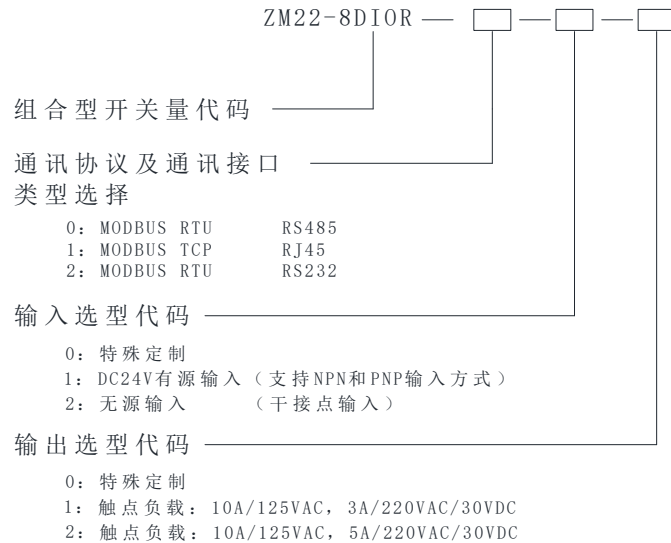 ZM22-8DIOR — □ — □ — □
组合型开关量代码
通讯协议及通讯接口
类型选择
0: MODBUS RTU RS485
1: MODBUS TCP RJ45
2: MODBUS RTU RS232
输入选型代码
0: 特殊定制
1: DC24V有源输入（支持NPN和PNP输入方式）
2: 无源输入 （干接点输入）
输出选型代码
0: 特殊定制
1: 触点负载: 10A/125VAC, 3A/220VAC/30VDC
2: 触点负载: 10A/125VAC, 5A/220VAC/30VDC